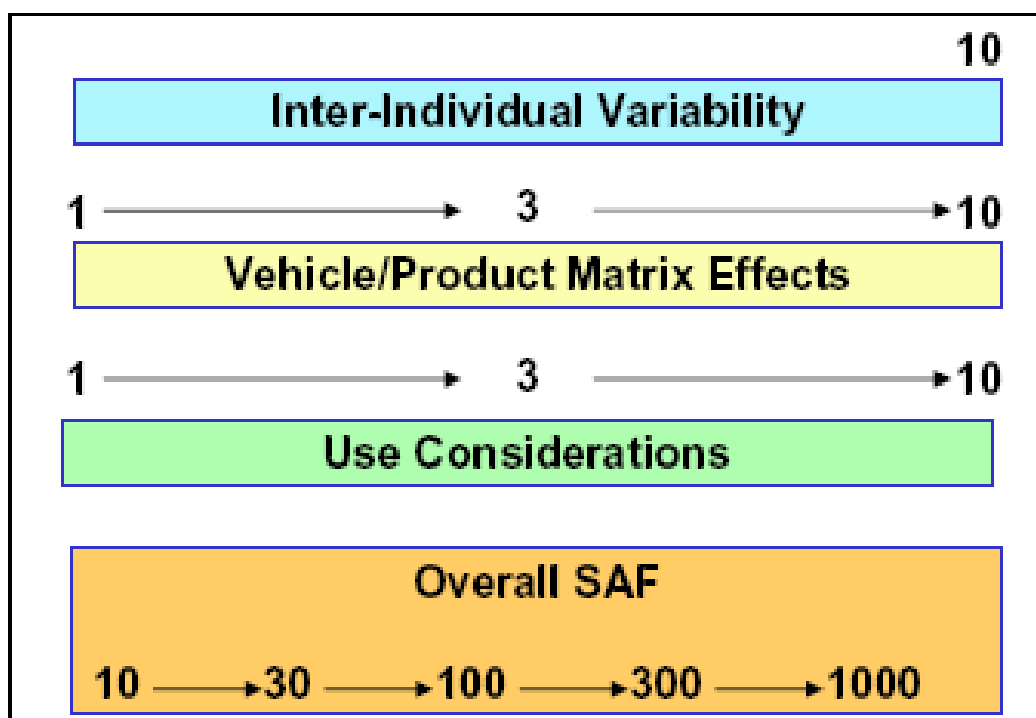 10
Inter-Individual Variability
1 3 10
Vehicle/Product Matrix Effects
1 3 10
Use Considerations
Overall SAF
10 30 100 300 1000